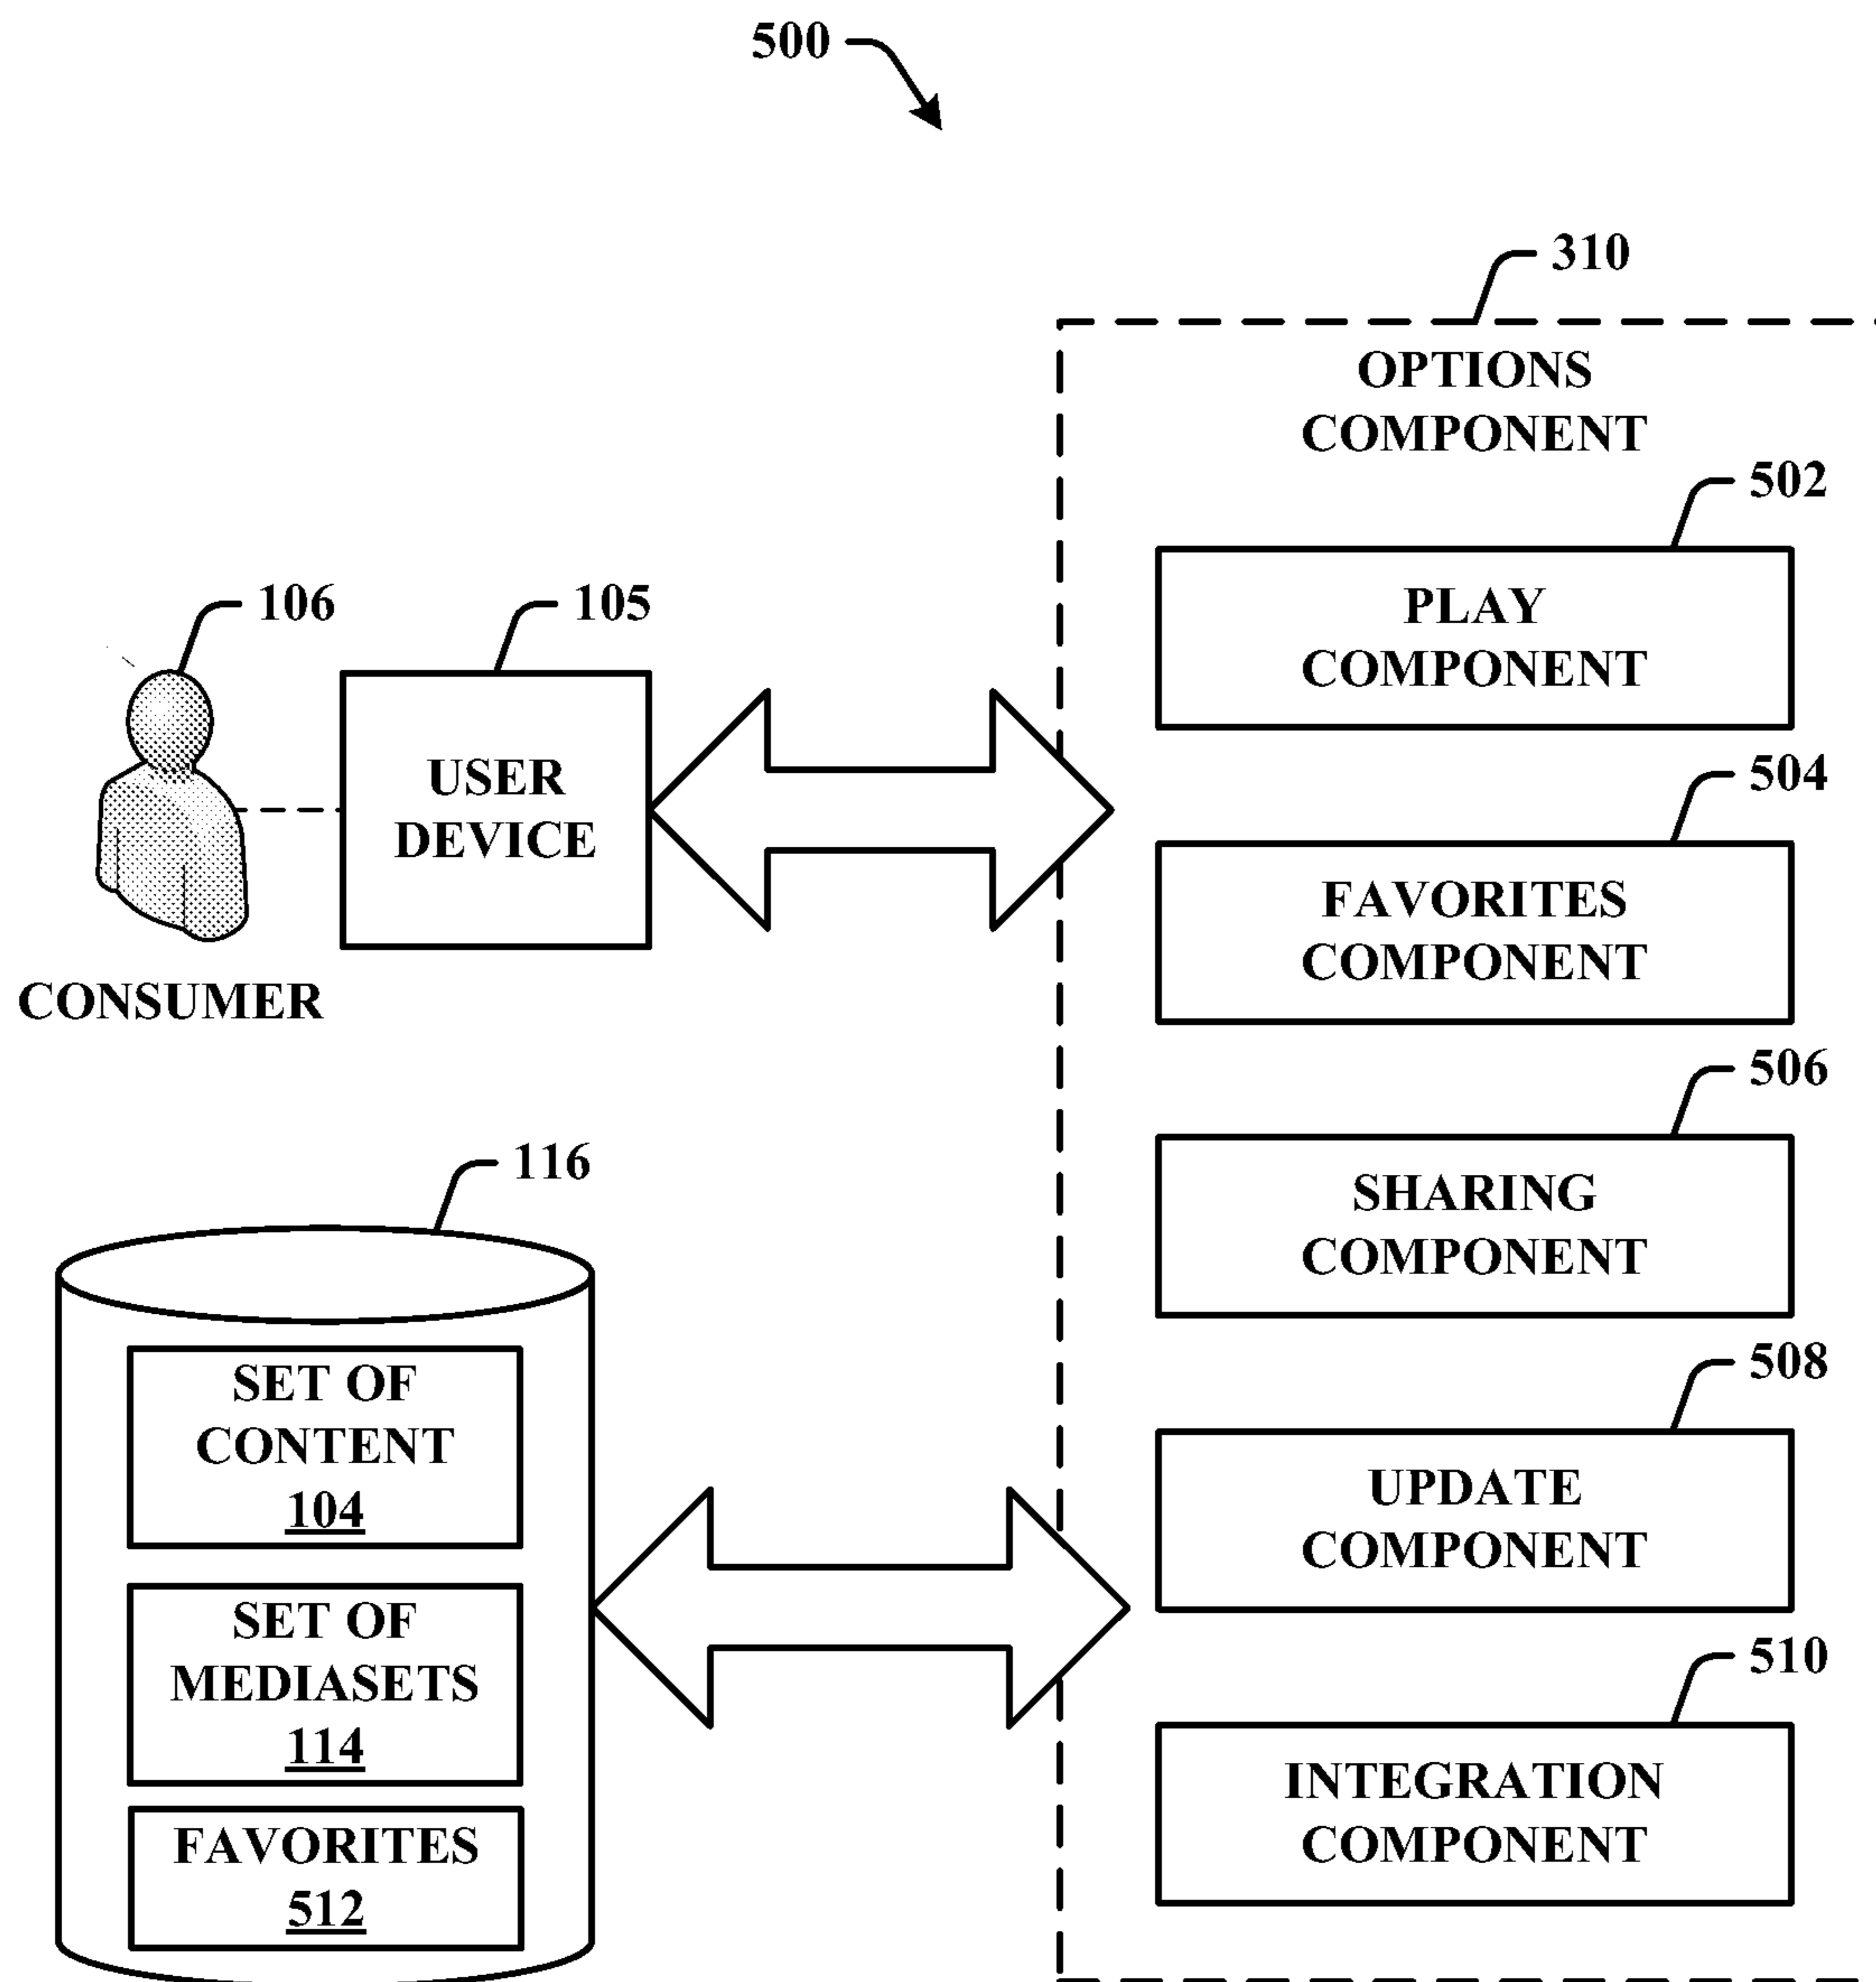 500
310
OPTIONS
COMPONENT
502
PLAY
COMPONENT
106
105
USER
DEVICE
CONSUMER
504
FAVORITES
COMPONENT
506
SHARING
COMPONENT
116
SET OF
CONTENT
104
SET OF
MEDIASETS
114
FAVORITES
512
508
UPDATE
COMPONENT
510
INTEGRATION
COMPONENT